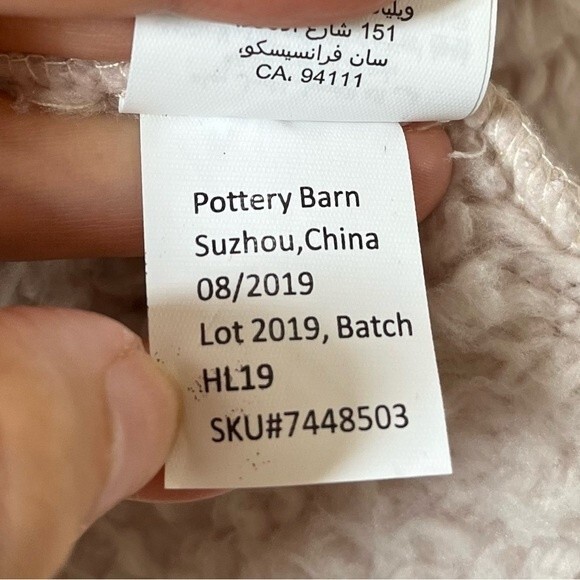 151 شارع
سان فرانسيسكو،
CA، 94111
Pottery Barn
Suzhou,China
08/2019
Lot 2019, Batch
HL19
SKU#7448503